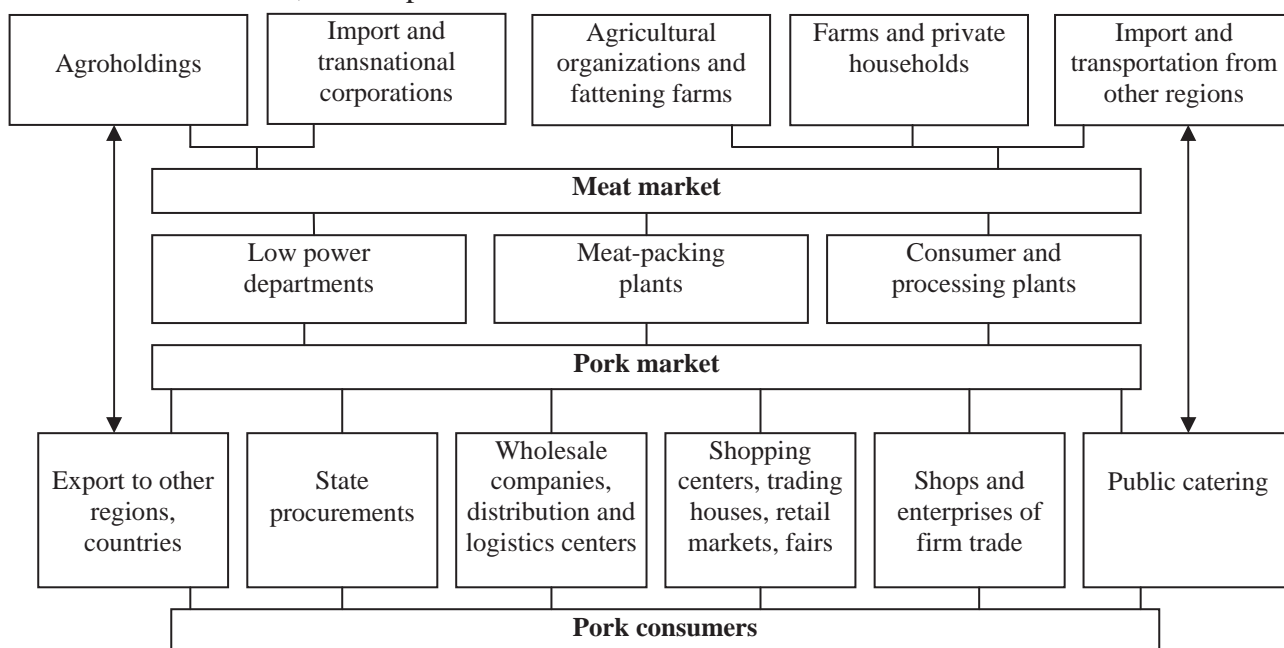 Agroholdings
Import and
transnational
corporations
Agricultural
organizations and
fattening farms
Farms and private
households
Import and
transportation from
other regions
Meat market
Low power
departments
Meat-packing
plants
Consumer and
processing plants
Pork market
Export to other
regions,
countries
State
procurements
Wholesale
companies,
distribution and
logistics centers
Shopping
centers, trading
houses, retail
markets, fairs
Shops and
enterprises of
firm trade
Public catering
Pork consumers